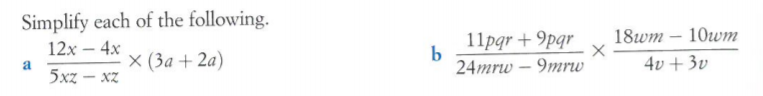 Simplify each of the following.
a (12x − 4x)/(5xz − xz) × (3a + 2a)
b (11pqr + 9pqr)/(24mrw − 9mrw) × (18wm − 10wm)/(4v + 3v)